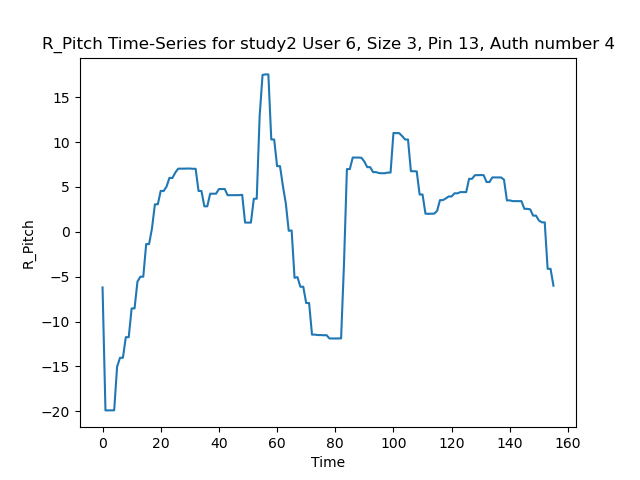 R_Pitch Time-Series for study2 User 6, Size 3, Pin 13, Auth number 4
R_Pitch
15
10
5
0
−5
−10
−15
−20
0 20 40 60 80 100 120 140 160
Time